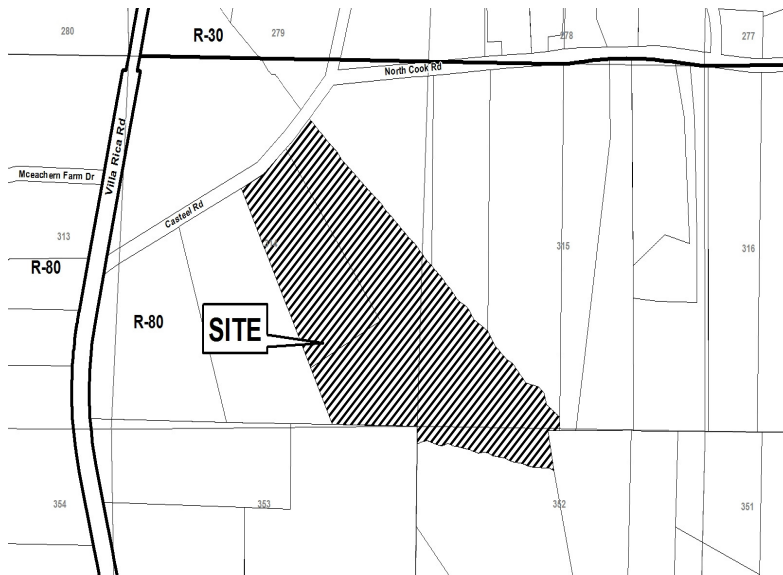 280
R-30
279
278
277
North Cook Rd
Villa Rica Rd
Mceachern Farm Dr
Casteel Rd
313
315
316
R-80
R-80
SITE
354
353
352
351